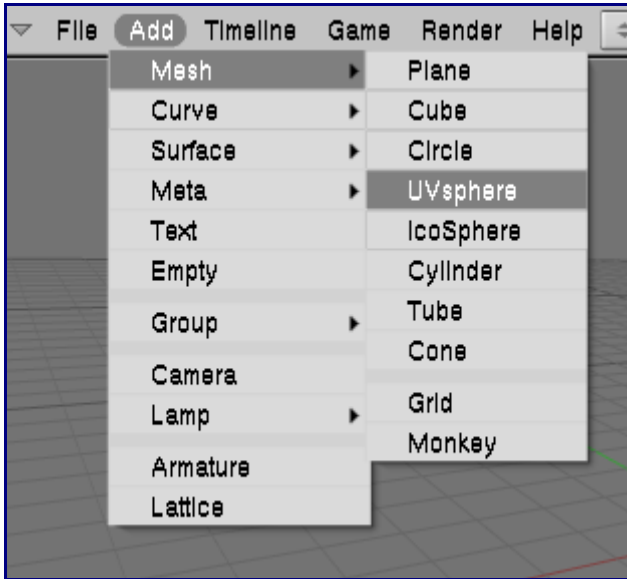 File Add Timeline Game Render Help
Mesh
Curve
Surface
Meta
Text
Empty
Group
Camera
Lamp
Armature
Lattice
Plane
Cube
Circle
UVsphere
IcoSphere
Cylinder
Tube
Cone
Grid
Monkey